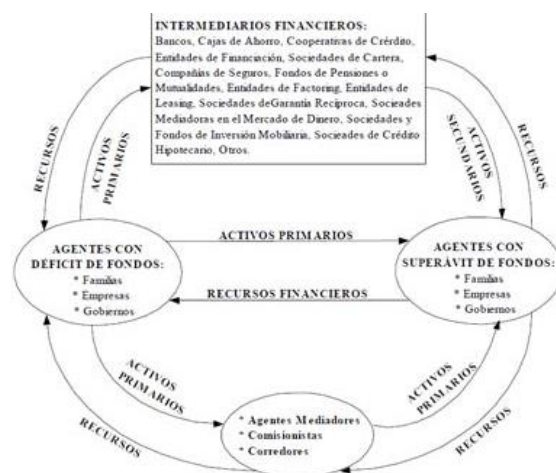 INTERMEDIARIOS FINANCIEROS:
Bancos, Cajas de Ahorro, Cooperativas de Crérdito,
Entidades de Financiación, Sociedades de Cartera,
Compañias de Seguros, Fondos de Pensiones o
Mutualidades, Entidades de Factoring, Entidades de
Leasing, Sociedades deGarantia Recíproca, Socieades
Mediadoras en el Mercado de Dinero, Sociedades y
Fondos de Inversión Mobiliaria, Socieades de Crédito
Hipotecario, Otros.
RECURSOS
ACTIVOS
PRIMARIOS
ACTIVOS
SECUNDARIOS
RECURSOS
AGENTES CON
DÉFICIT DE FONDOS:
* Familias
* Empresas
* Gobiernos
ACTIVOS PRIMARIOS
RECURSOS FINANCIEROS
AGENTES CON
SUPERÁVIT DE FONDOS:
* Familias
* Empresas
* Gobiernos
ACTIVOS
PRIMARIOS
RECURSOS
* Agentes Mediadores
* Comisionistas
* Corredores
ACTIVOS
PRIMARIOS
RECURSOS